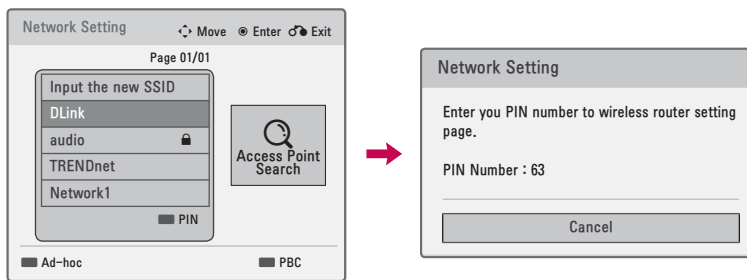 Network Setting
Move Enter Exit
Page 01/01
Input the new SSID
DLink
audio
TRENDnet
Network1
PIN
Access Point
Search
Ad-hoc
PBC
Network Setting
Enter you PIN number to wireless router setting
page.
PIN Number : 63
Cancel